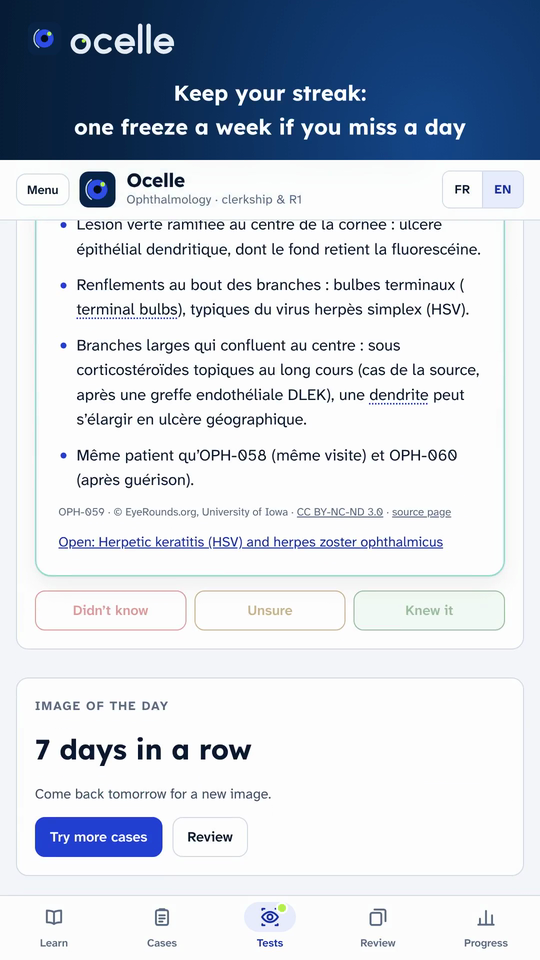 ocelle
Keep your streak:
one freeze a week if you miss a day
Menu
Ocelle
Ophthalmology · clerkship & R1
FR
EN
Lésion verte ramifiée au centre de la cornée : ulcère
épithélial dendritique, dont le fond retient la fluorescéine.
Renflements au bout des branches : bulbes terminaux (
terminal bulbs), typiques du virus herpès simplex (HSV).
Branches larges qui confluent au centre : sous
corticostéroïdes topiques au long cours (cas de la source,
après une greffe endothéliale DLEK), une dendrite peut
s’élargir en ulcère géographique.
Même patient qu’OPH-058 (même visite) et OPH-060
(après guérison).
OPH-059 · © EyeRounds.org, University of Iowa · CC BY-NC-ND 3.0 · source page
Open: Herpetic keratitis (HSV) and herpes zoster ophthalmicus
Didn’t know
Unsure
Knew it
IMAGE OF THE DAY
7 days in a row
Come back tomorrow for a new image.
Try more cases
Review
Learn
Cases
Tests
Review
Progress